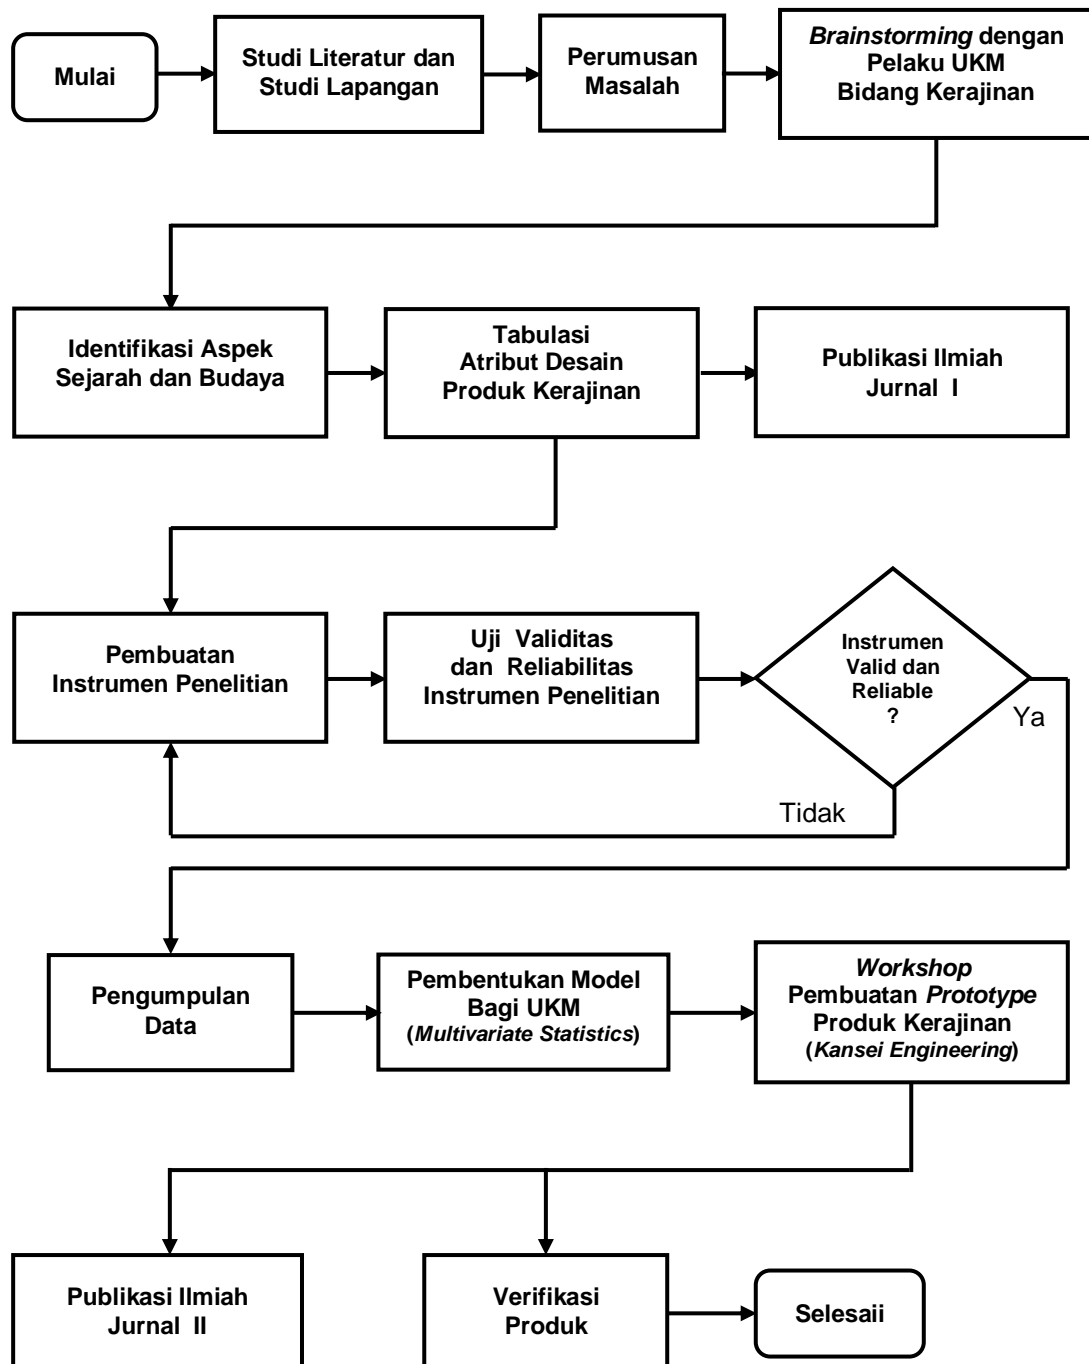 Mulai
Studi Literatur dan
Studi Lapangan
Perumusan
Masalah
Brainstorming dengan
Pelaku UKM
Bidang Kerajinan
Identifikasi Aspek
Sejarah dan Budaya
Tabulasi
Atribut Desain
Produk Kerajinan
Publikasi Ilmiah
Jurnal I
Pembuatan
Instrumen Penelitian
Uji Validitas
dan Reliabilitas
Instrumen Penelitian
Instrumen
Valid dan
Reliable
?
Ya
Tidak
Pengumpulan
Data
Pembentukan Model
Bagi UKM
(Multivariate Statistics)
Workshop
Pembuatan Prototype
Produk Kerajinan
(Kansei Engineering)
Publikasi Ilmiah
Jurnal II
Verifikasi
Produk
Selesaii